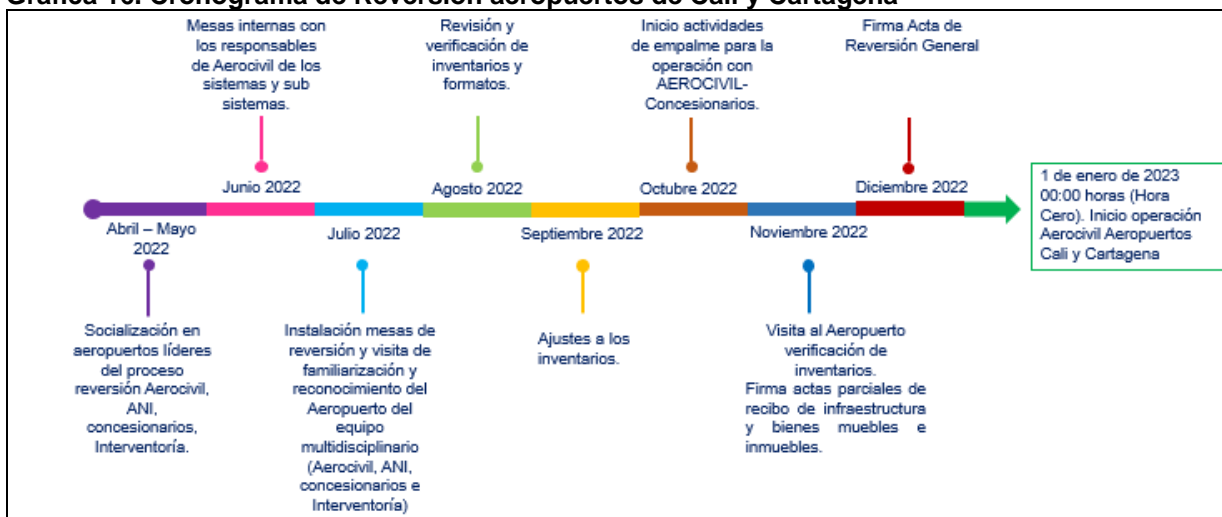 Gráfica 10. Cronograma de Reversión aeropuertos de Cali y Cartagena
Mesas internas con
los responsables
de Aerocivil de los
sistemas y sub
sistemas.
Revisión y
verificación de
inventarios y
formatos.
Inicio actividades
de empalme para la
operación con
AEROCIVIL-
Concesionarios.
Firma Acta de
Reversión General
Junio 2022
Agosto 2022
Octubre 2022
Diciembre 2022
1 de enero de 2023
00:00 horas (Hora
Cero). Inicio operación
Aerocivil Aeropuertos
Cali y Cartagena
Abril – Mayo
2022
Julio 2022
Septiembre 2022
Noviembre 2022
Socialización en
aeropuertos líderes
del proceso
reversión Aerocivil,
ANI,
concesionarios,
Interventoría.
Instalación mesas de
reversión y visita de
familiarización y
reconocimiento del
Aeropuerto del
equipo
multidisciplinario
(Aerocivil, ANI,
concesionarios e
Interventoría)
Ajustes a los
inventarios.
Visita al Aeropuerto
verificación de
inventarios.
Firma actas parciales de
recibo de infraestructura
y bienes muebles e
inmuebles.